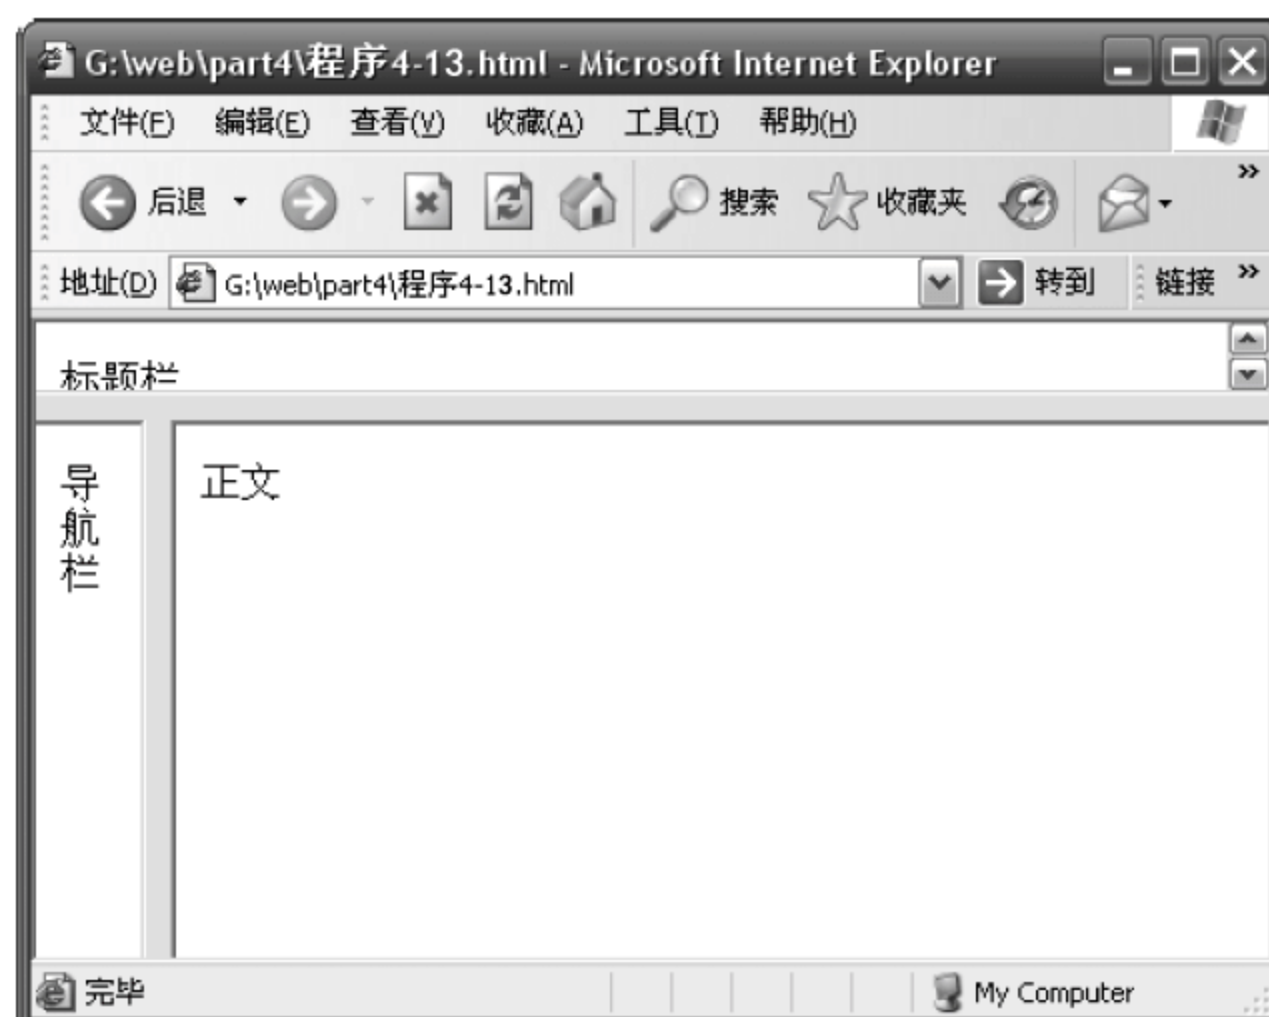 G:\web\part4\程序4-13.html - Microsoft Internet Explorer
文件(F) 编辑(E) 查看(V) 收藏(A) 工具(T) 帮助(H)
后退 搜索 收藏夹 »
地址(D) G:\web\part4\程序4-13.html 转到 链接 »
标题栏
导
航
栏
正文
完毕 My Computer